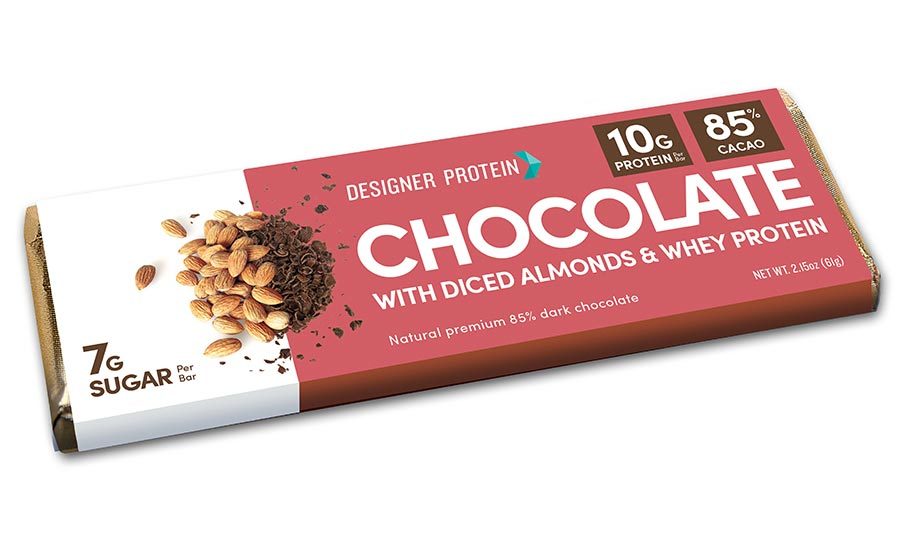 DESIGNER PROTEIN
10G
PROTEIN Per Bar
85%
CACAO
CHOCOLATE
WITH DICED ALMONDS & WHEY PROTEIN
NET WT. 2.15oz (61g)
Natural premium 85% dark chocolate
7G
SUGAR Per Bar